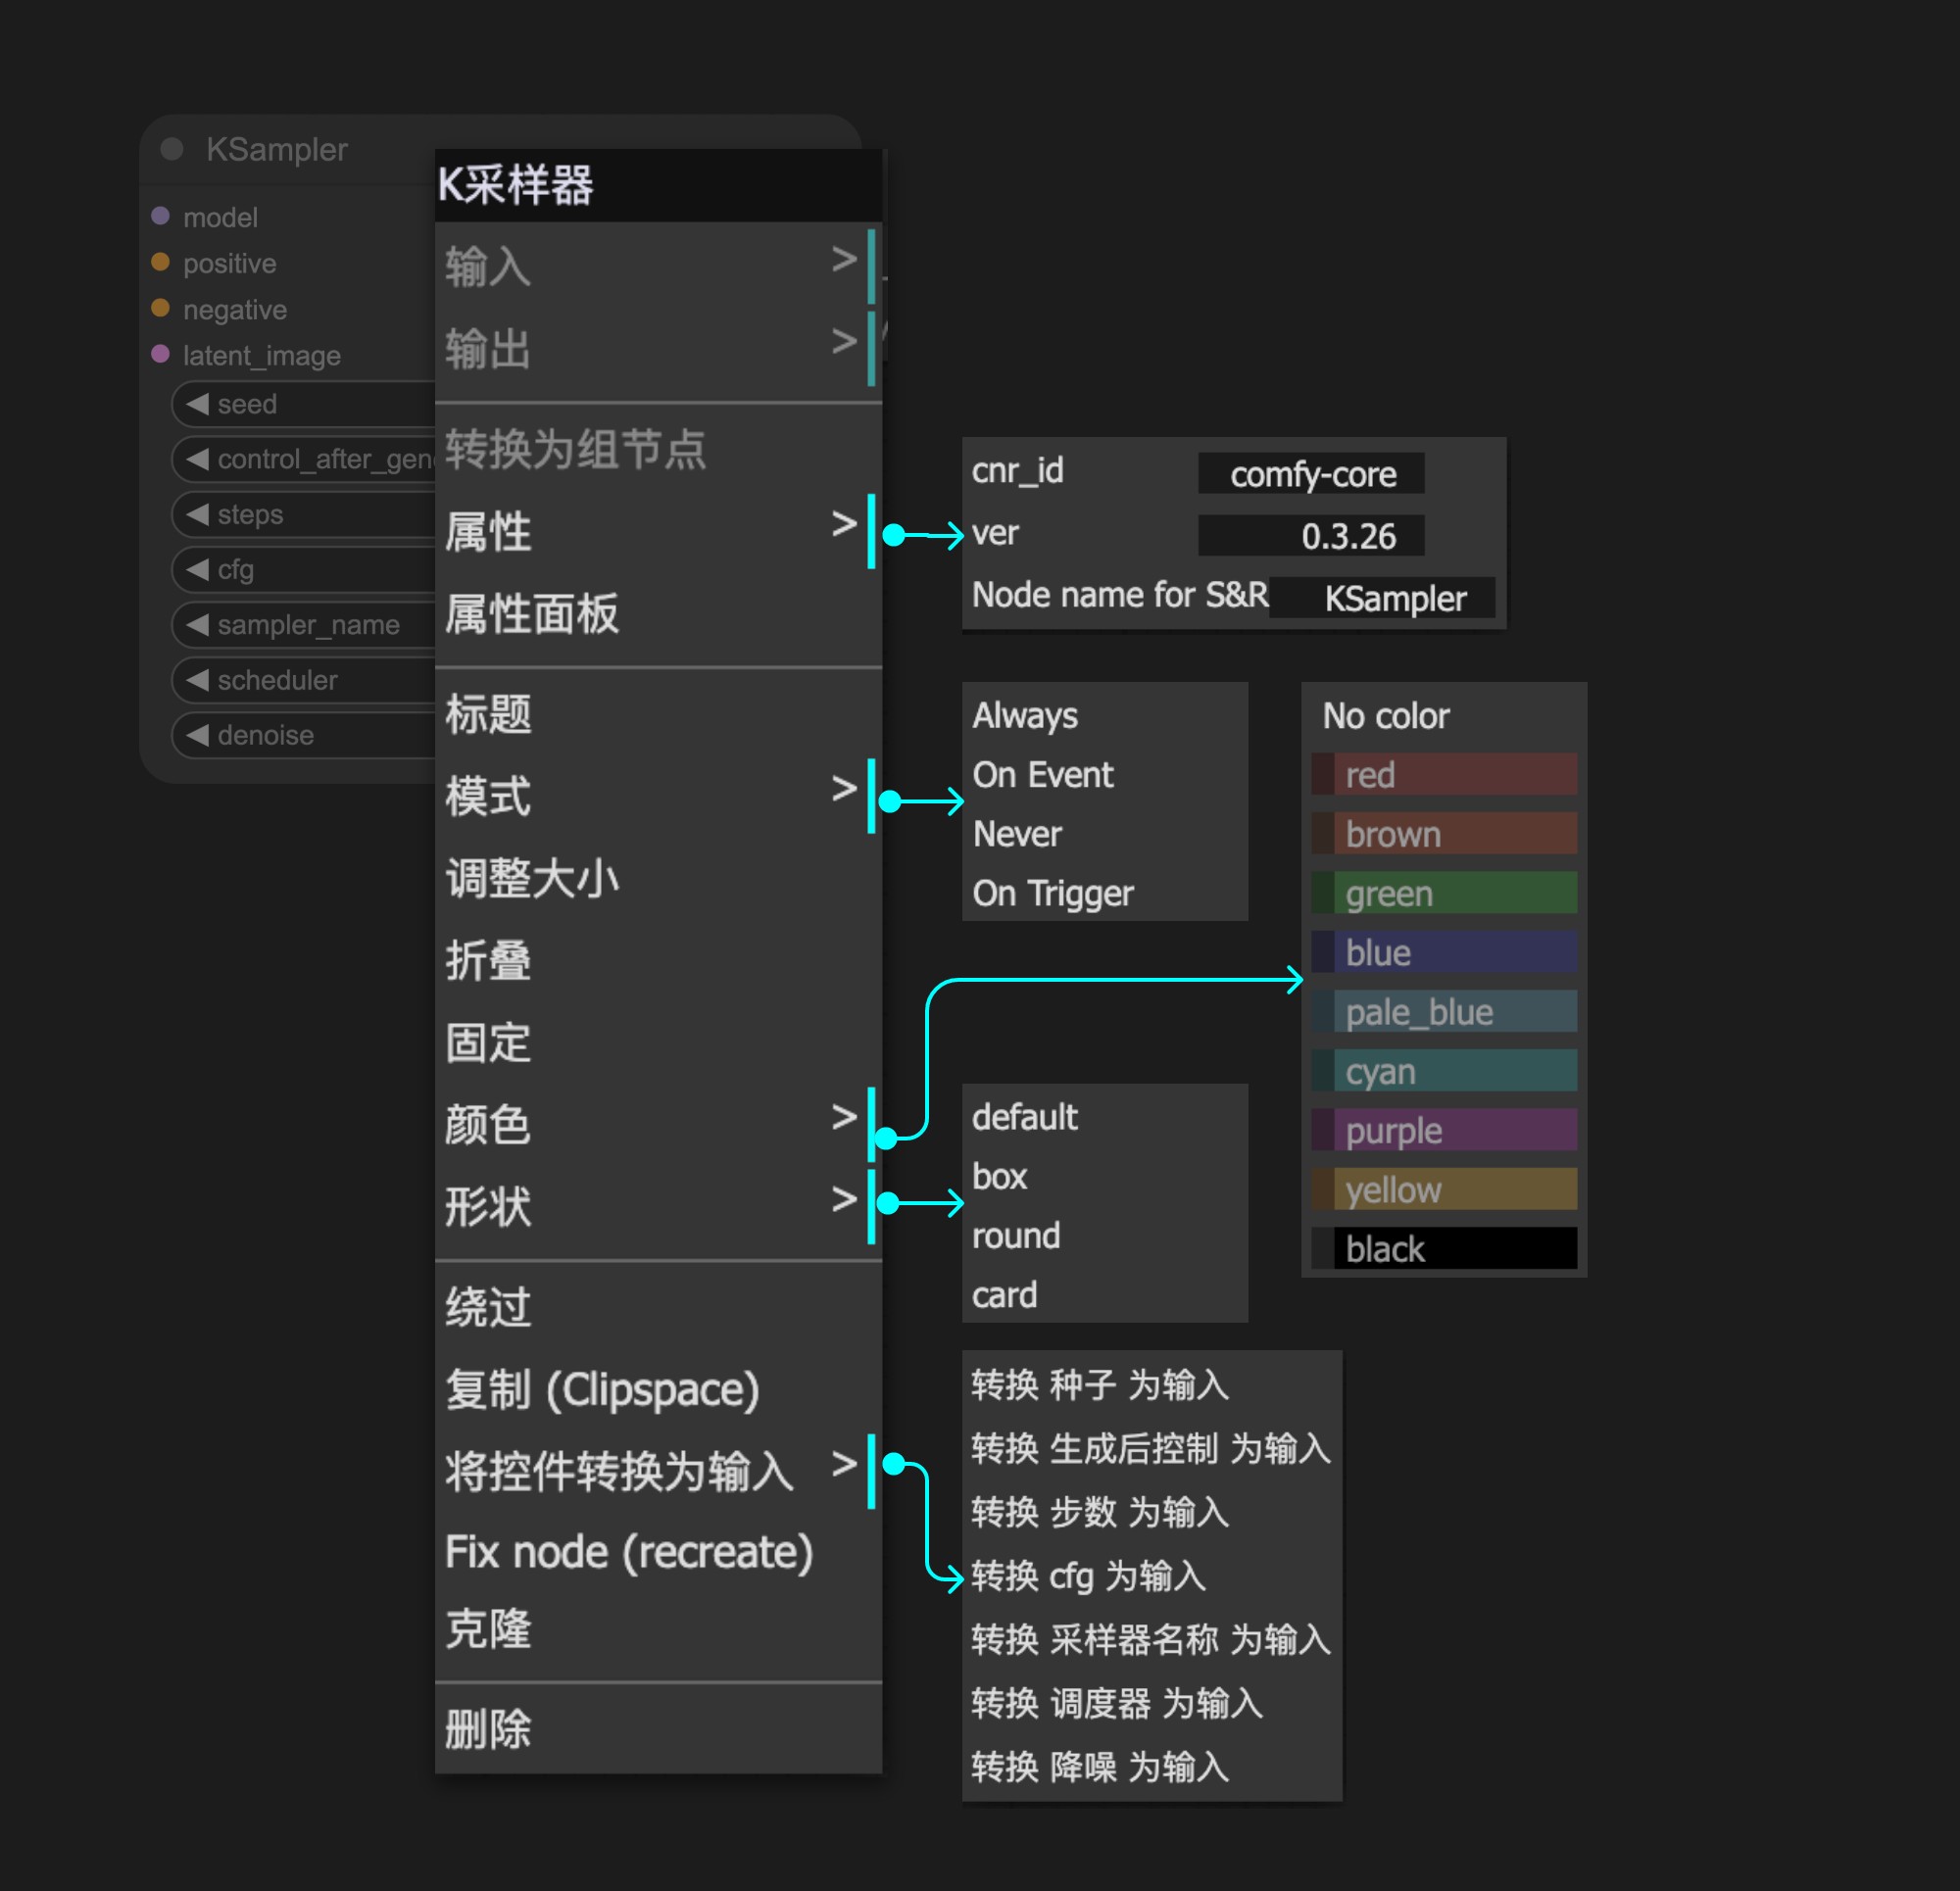 KSampler
model
positive
negative
latent_image
seed
control_after_gen
steps
cfg
sampler_name
scheduler
denoise
K采样器
输入 >
输出 >
转换为组节点
属性 >
属性面板
标题
模式 >
调整大小
折叠
固定
颜色 >
形状 >
绕过
复制 (Clipspace)
将控件转换为输入 >
Fix node (recreate)
克隆
删除
cnr_id comfy-core
ver 0.3.26
Node name for S&R KSampler
Always
On Event
Never
On Trigger
No color
red
brown
green
blue
pale_blue
cyan
purple
yellow
black
default
box
round
card
转换 种子 为输入
转换 生成后控制 为输入
转换 步数 为输入
转换 cfg 为输入
转换 采样器名称 为输入
转换 调度器 为输入
转换 降噪 为输入